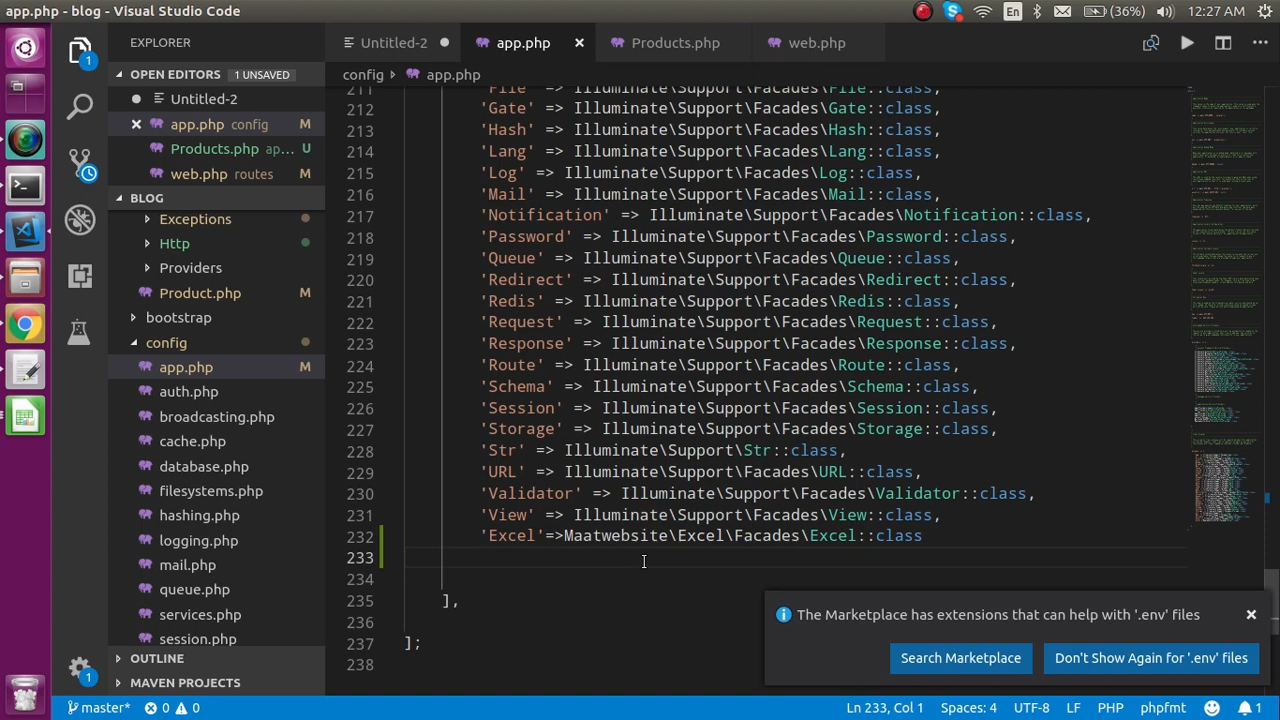 app.php - blog - Visual Studio Code
En
(36%)
12:27 AM
EXPLORER
Untitled-2
app.php
Products.php
web.php
OPEN EDITORS
1 UNSAVED
config
app.php
Untitled-2
app.php config M
Products.php ap... U
web.php routes M
BLOG
Exceptions
Http
Providers
Product.php M
bootstrap
config
app.php M
auth.php
broadcasting.php
cache.php
database.php
filesystems.php
hashing.php
logging.php
mail.php
queue.php
services.php
session.php
OUTLINE
MAVEN PROJECTS
211 'File' => Illuminate\Support\Facades\File::class,
212 'Gate' => Illuminate\Support\Facades\Gate::class,
213 'Hash' => Illuminate\Support\Facades\Hash::class,
214 'Lang' => Illuminate\Support\Facades\Lang::class,
215 'Log' => Illuminate\Support\Facades\Log::class,
216 'Mail' => Illuminate\Support\Facades\Mail::class,
217 'Notification' => Illuminate\Support\Facades\Notification::class,
218 'Password' => Illuminate\Support\Facades\Password::class,
219 'Queue' => Illuminate\Support\Facades\Queue::class,
220 'Redirect' => Illuminate\Support\Facades\Redirect::class,
221 'Redis' => Illuminate\Support\Facades\Redis::class,
222 'Request' => Illuminate\Support\Facades\Request::class,
223 'Response' => Illuminate\Support\Facades\Response::class,
224 'Route' => Illuminate\Support\Facades\Route::class,
225 'Schema' => Illuminate\Support\Facades\Schema::class,
226 'Session' => Illuminate\Support\Facades\Session::class,
227 'Storage' => Illuminate\Support\Facades\Storage::class,
228 'Str' => Illuminate\Support\Str::class,
229 'URL' => Illuminate\Support\Facades\URL::class,
230 'Validator' => Illuminate\Support\Facades\Validator::class,
231 'View' => Illuminate\Support\Facades\View::class,
232 'Excel'=>Maatwebsite\Excel\Facades\Excel::class
233
234
235 ],
236
237 ];
238
The Marketplace has extensions that can help with '.env' files
Search Marketplace
Don't Show Again for '.env' files
1
1
master*
0
0
Ln 233, Col 1
Spaces: 4
UTF-8
LF
PHP
phpfmt
1